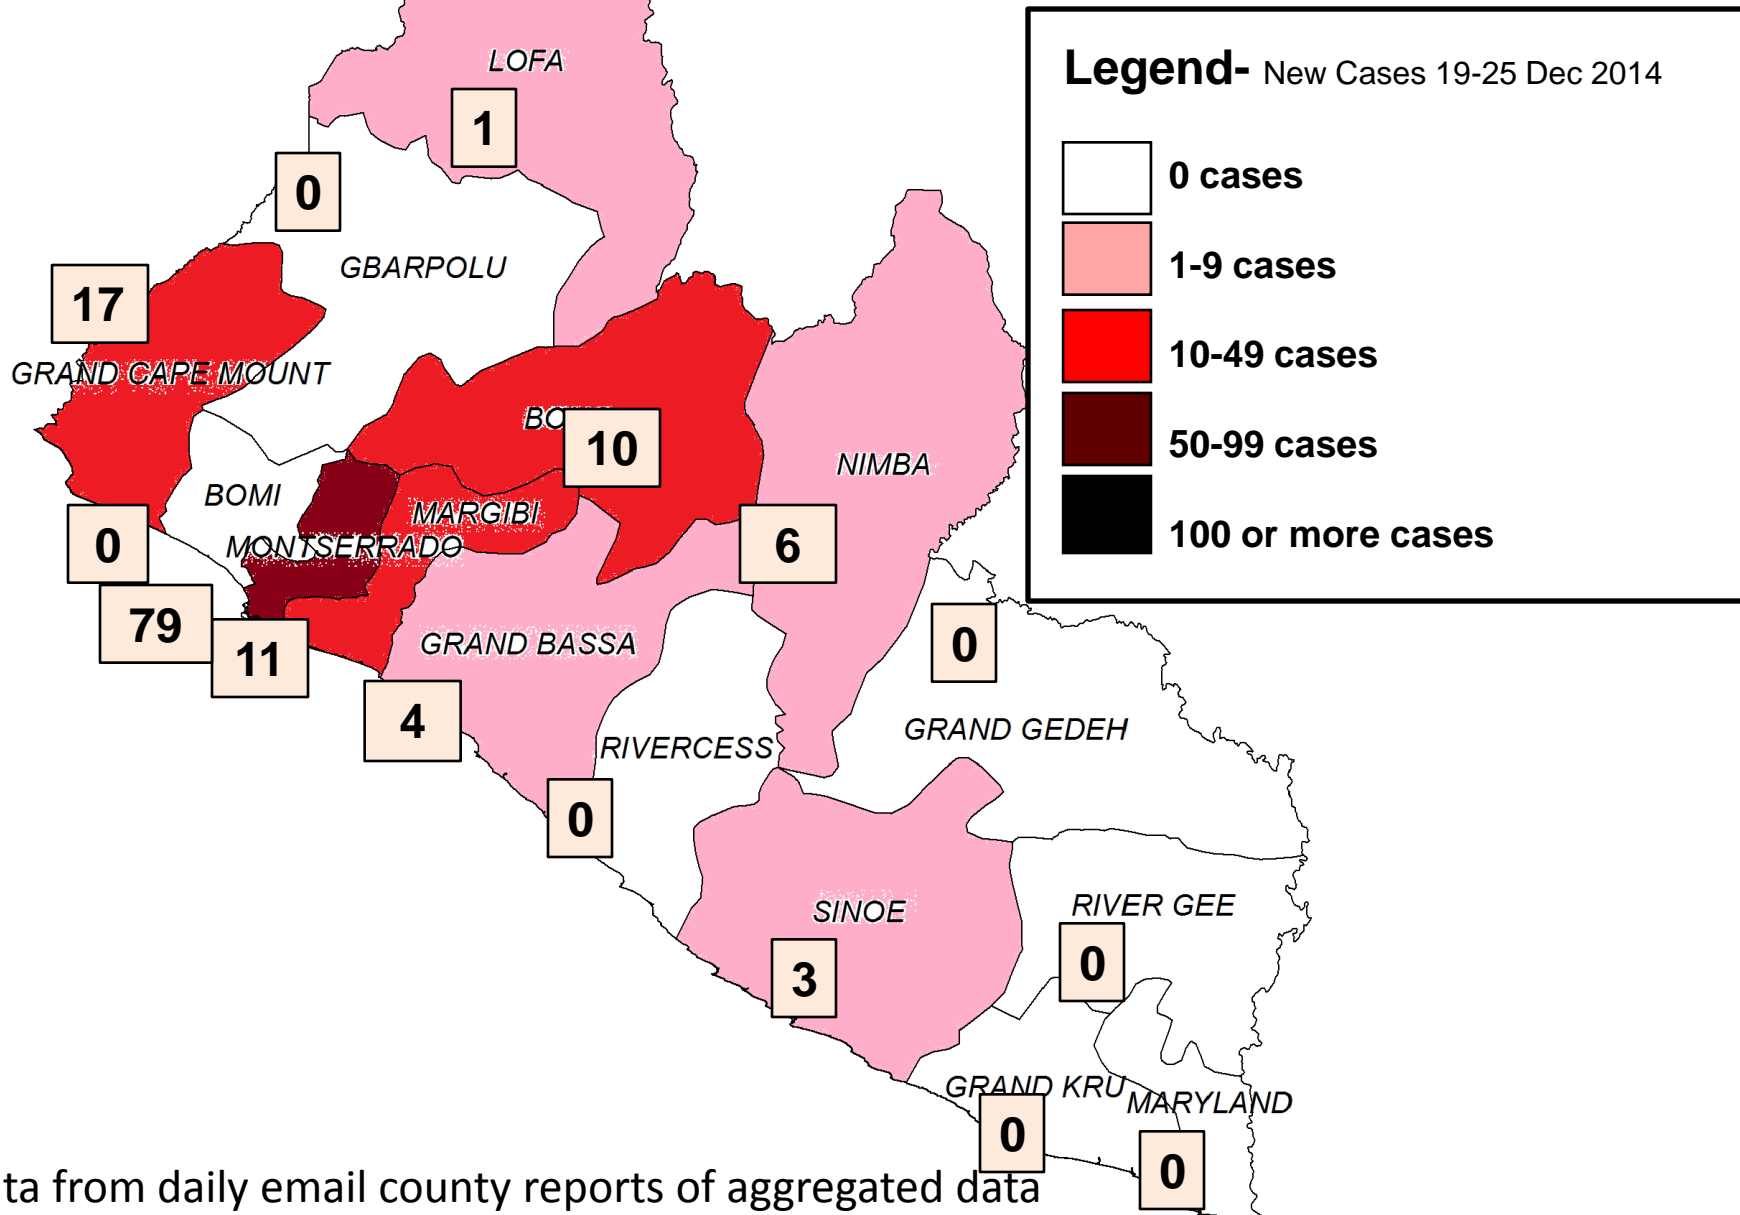 LOFA
1
0
GBARPOLU
17
GRAND CAPE MOUNT
10
BOMI
MARGIBI
NIMBA
MONTSERRADO
0
6
79
11
GRAND BASSA
0
4
RIVERCESS
GRAND GEDEH
0
SINOE
RIVER GEE
3
0
GRAND KRU
MARYLAND
0
0
Legend- New Cases 19-25 Dec 2014
0 cases
1-9 cases
10-49 cases
50-99 cases
100 or more cases
ta from daily email county reports of aggregated data